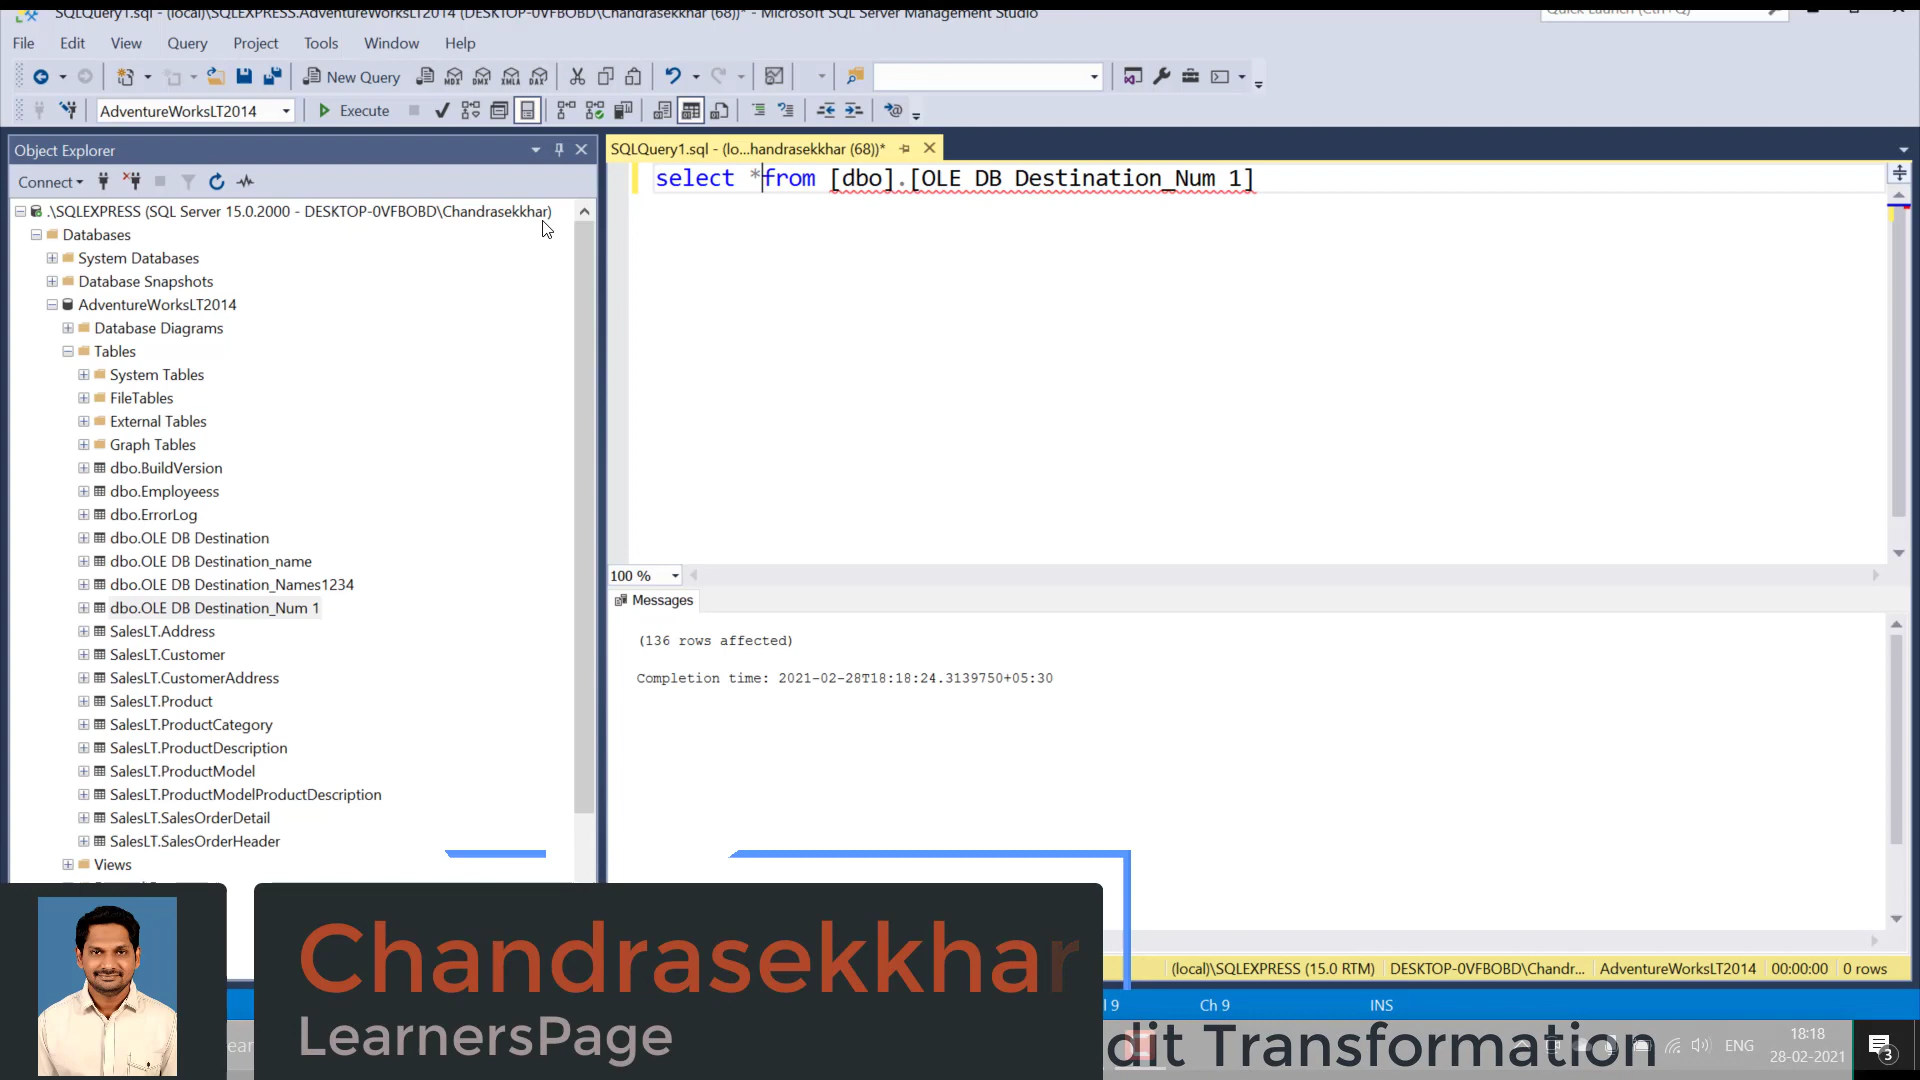 SQLQuery1.sql - (local)\SQLEXPRESS.AdventureWorksLT2014 (DESKTOP-0VFBOBD\Chandrasekkhar (68))* - Microsoft SQL Server Management Studio
Quick Launch (Ctrl+Q)
File Edit View Query Project Tools Window Help
New Query
MDX DMX XMLA DAX
AdventureWorksLT2014
Execute
Object Explorer
SQLQuery1.sql - (lo...handrasekkhar (68))*
Connect
select *from [dbo].[OLE DB Destination_Num 1]
.\SQLEXPRESS (SQL Server 15.0.2000 - DESKTOP-0VFBOBD\Chandrasekkhar)
Databases
System Databases
Database Snapshots
AdventureWorksLT2014
Database Diagrams
Tables
System Tables
FileTables
External Tables
Graph Tables
dbo.BuildVersion
dbo.Employeess
dbo.ErrorLog
dbo.OLE DB Destination
dbo.OLE DB Destination_name
dbo.OLE DB Destination_Names1234
dbo.OLE DB Destination_Num 1
SalesLT.Address
SalesLT.Customer
SalesLT.CustomerAddress
SalesLT.Product
SalesLT.ProductCategory
SalesLT.ProductDescription
SalesLT.ProductModel
SalesLT.ProductModelProductDescription
SalesLT.SalesOrderDetail
SalesLT.SalesOrderHeader
Views
100 %
Messages
(136 rows affected)
Completion time: 2021-02-28T18:18:24.3139750+05:30
(local)\SQLEXPRESS (15.0 RTM) DESKTOP-0VFBOBD\Chandr... AdventureWorksLT2014 00:00:00 0 rows
Ch 9
INS
Chandrasekkhar
LearnersPage
dit Transformation
ENG
18:18
28-02-2021
3